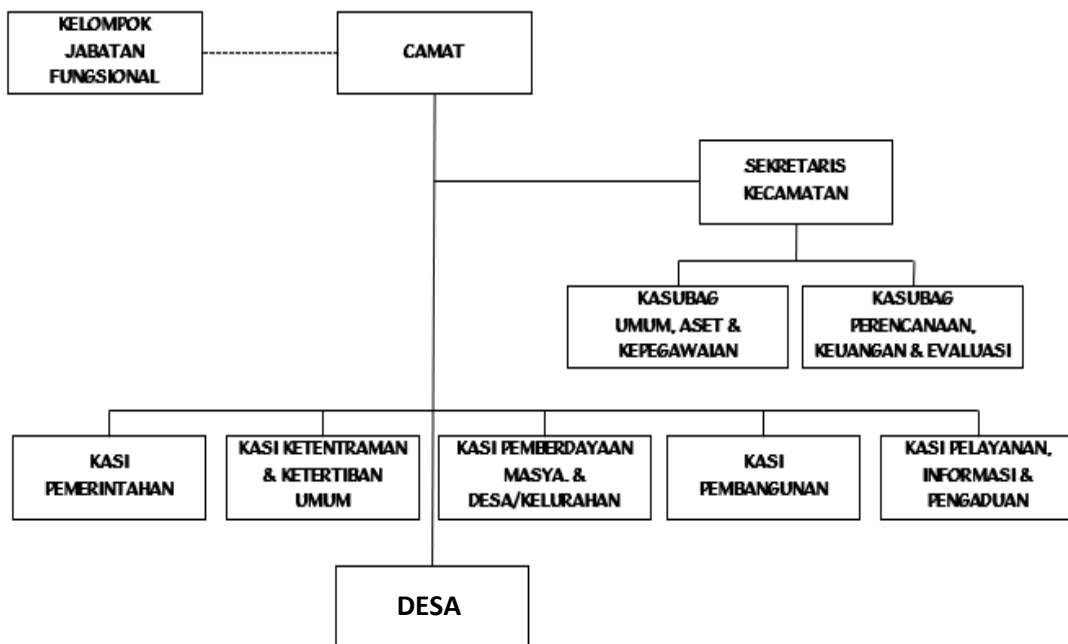 KELOMPOK
JABATAN
FUNGSIONAL
CAMAT
SEKRETARIS
KECAMATAN
KASUBAG
UMUM, ASET &
KEPEGAWAIAN
KASUBAG
PERENCANAAN,
KEUANGAN & EVALUASI
KASI
PEMERINTAHAN
KASI KETENTRAMAN
& KETERTIBAN
UMUM
KASI PEMBERDAYAAN
MASYA. &
DESA/KELURAHAN
KASI
PEMBANGUNAN
KASI PELAYANAN,
INFORMASI &
PENGADUAN
DESA